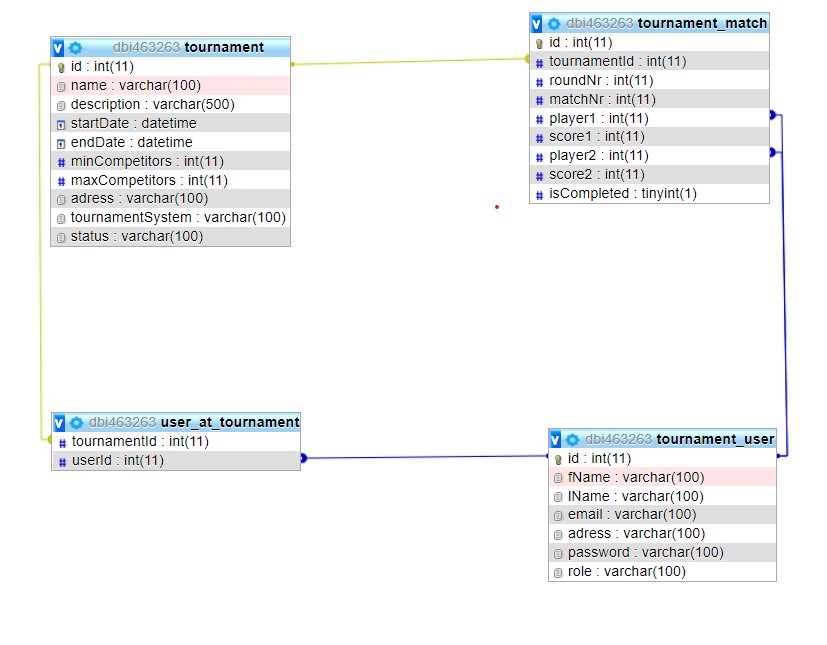 dbi463263 tournament
id : int(11)
name : varchar(100)
description : varchar(500)
startDate : datetime
endDate : datetime
minCompetitors : int(11)
maxCompetitors : int(11)
adress : varchar(100)
tournamentSystem : varchar(100)
status : varchar(100)
dbi463263 tournament_match
id : int(11)
tournamentId : int(11)
roundNr : int(11)
matchNr : int(11)
player1 : int(11)
score1 : int(11)
player2 : int(11)
score2 : int(11)
isCompleted : tinyint(1)
dbi463263 user_at_tournament
tournamentId : int(11)
userId : int(11)
dbi463263 tournament_user
id : int(11)
fName : varchar(100)
lName : varchar(100)
email : varchar(100)
adress : varchar(100)
password : varchar(100)
role : varchar(100)